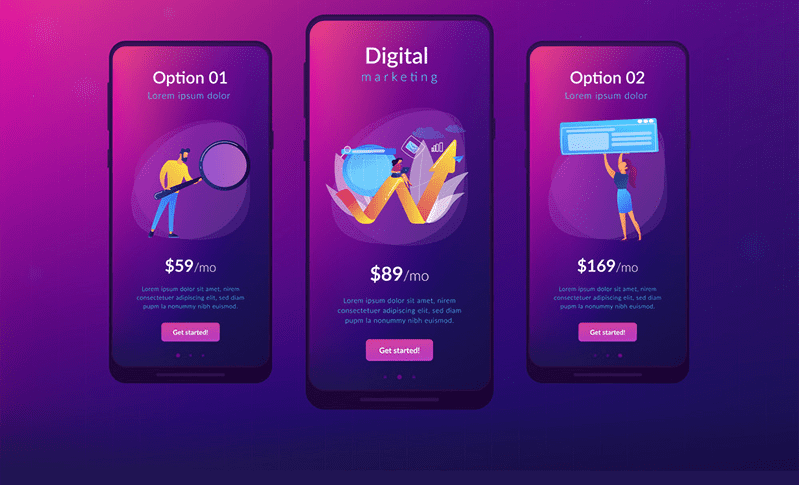 Option 01
Lorem ipsum dolor
$59/mo
Lorem ipsum dolor sit amet, nirem
consectetuer adipiscing elit, sed diam
pupm la nonummy nibh euismod.
Get started!
Digital
marketing
$89/mo
Lorem ipsum dolor sit amet, nirem
consectetuer adipiscing elit, sed diam
pupm la nonummy nibh euismod.
Get started!
Option 02
Lorem ipsum dolor
$169/mo
Lorem ipsum dolor sit amet, nirem
consectetuer adipiscing elit, sed diam
pupm la nonummy nibh euismod.
Get started!